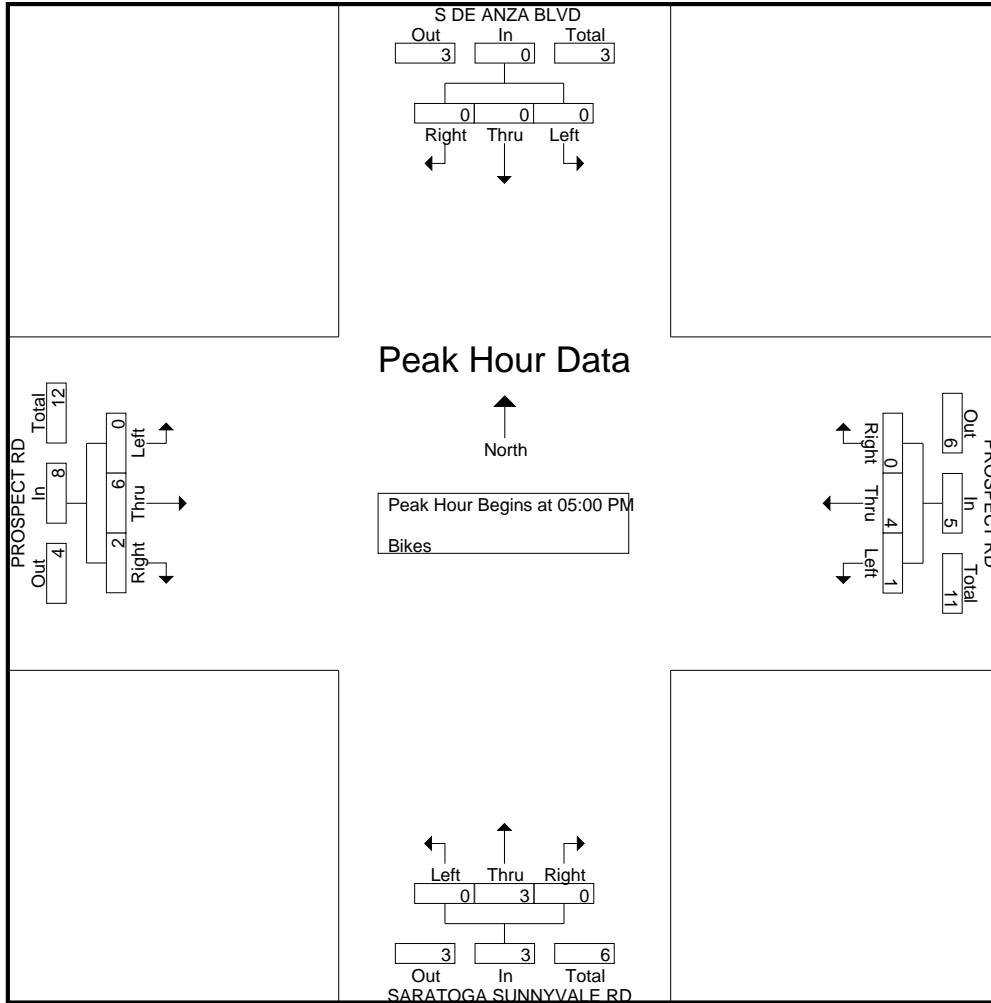 S DE ANZA BLVD
Out In Total
3 0 3
0 0 0
Right Thru Left
Peak Hour Data
North
Peak Hour Begins at 05:00 PM
Bikes
PROSPECT RD
Out In Total
4 8 12
Right Thru Left
2 6 0
PROSPECT RD
Out In Total
6 5 11
Right Thru Left
0 4 1
Left Thru Right
0 3 0
3 3 6
Out In Total
SARATOGA SUNNYVALE RD